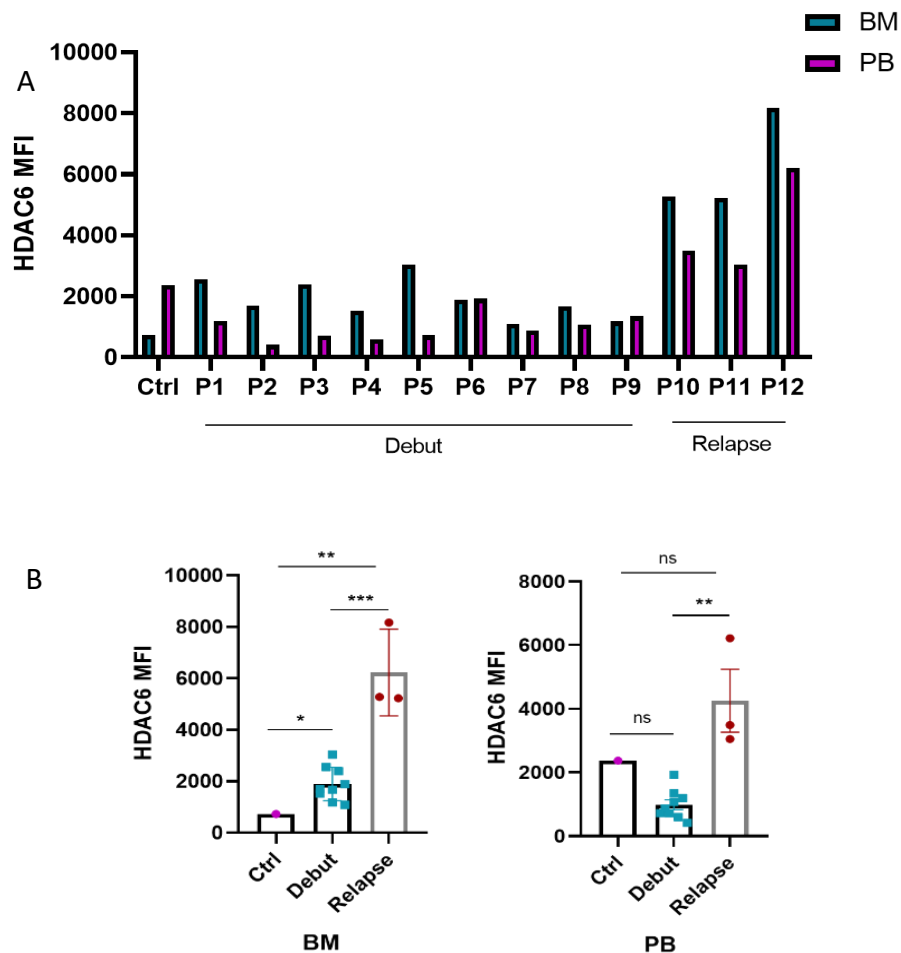 BM
PB
A
10000
8000
6000
4000
2000
0
HDAC6 MFI
Ctrl P1 P2 P3 P4 P5 P6 P7 P8 P9 P10 P11 P12
Debut Relapse
B
**
***
*
10000
8000
6000
4000
2000
0
HDAC6 MFI
Ctrl Debut Relapse
BM
ns
**
ns
8000
6000
4000
2000
0
HDAC6 MFI
Ctrl Debut Relapse
PB